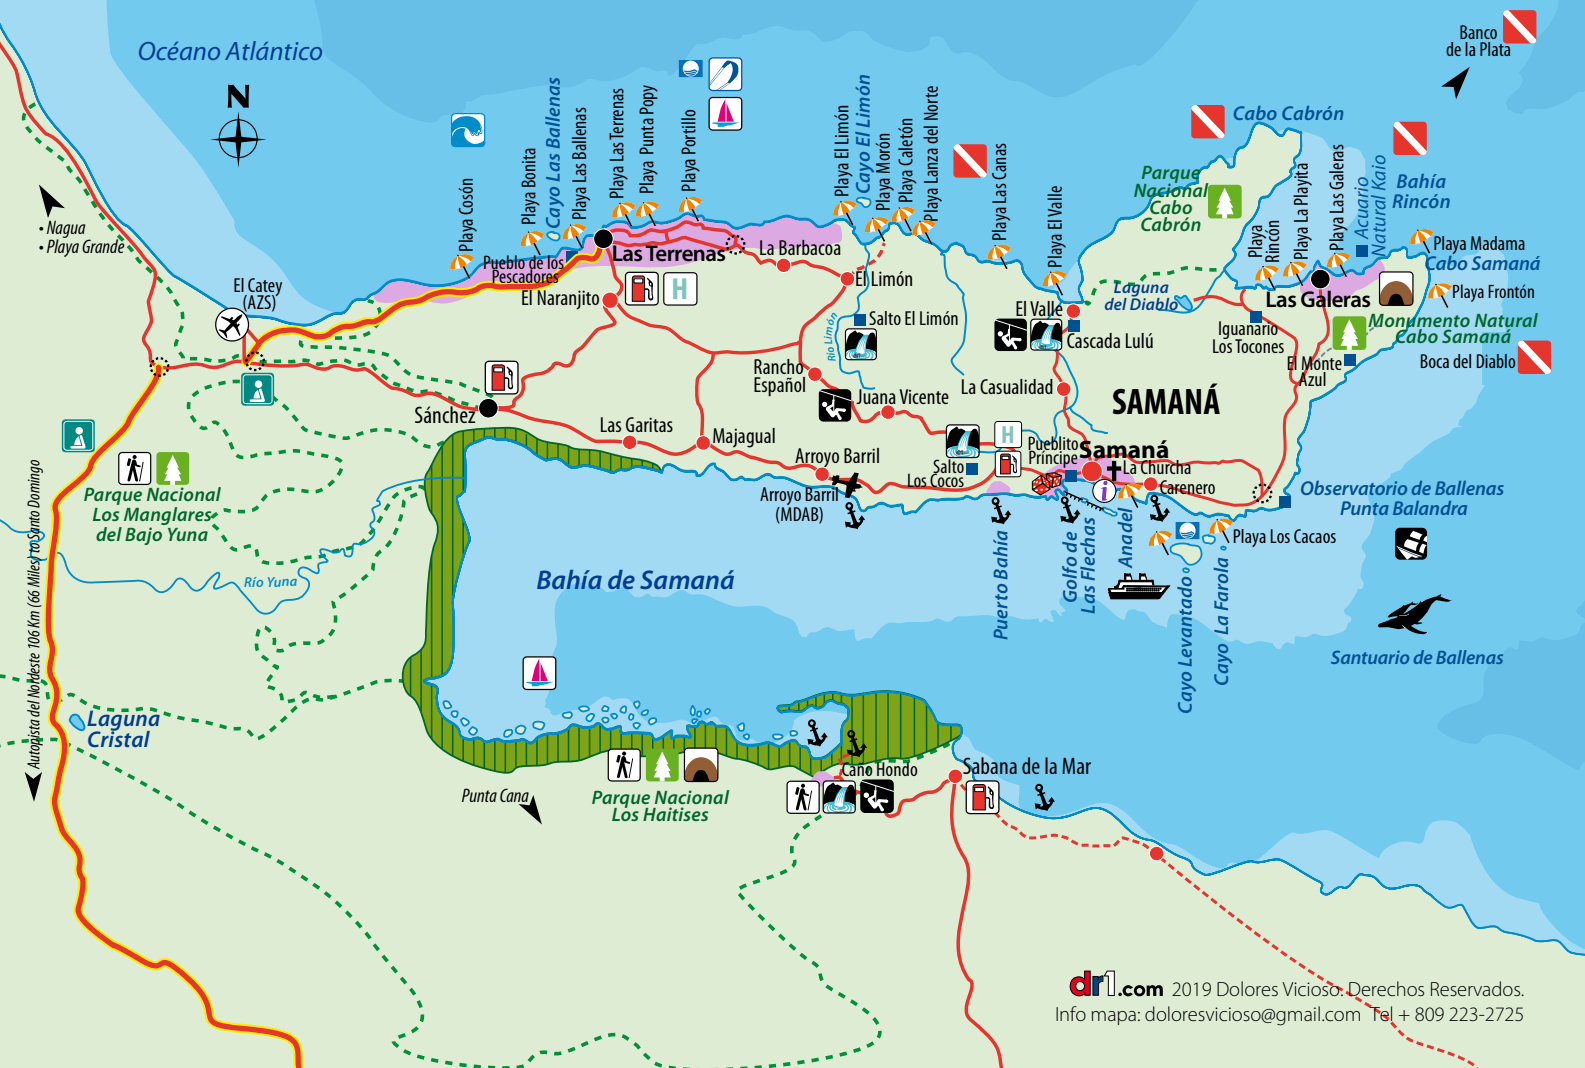 Banco
de la Plata
Océano Atlántico
N
Nagua
Playa Grande
El Catey
(AZS)
Playa Cosón
Playa Bonita
Cayo Las Ballenas
Playa Las Ballenas
Playa Las Terrenas
Playa Punta Popy
Playa Portillo
Playa El Limón
Cayo El Limón
Playa Morón
Playa Caletón
Playa Lanza del Norte
Playa Las Canas
Playa El Valle
Cabo Cabrón
Parque
Nacional
Cabo
Cabrón
Playa
Rincón
Playa La Playita
Playa Las Galeras
Acuario
Natural Kaio
Bahía
Rincón
Playa Madama
Cabo Samaná
Playa Frontón
Pueblo de los
Pescadores
Las Terrenas
La Barbacoa
El Naranjito
H
El Limón
Río Limón
Salto El Limón
El Valle
Cascada Lulú
Laguna
del Diablo
Las Galeras
Iguanario
Los Tocones
Monumento Natural
Cabo Samaná
El Monte
Azul
Boca del Diablo
Sánchez
Las Garitas
Majagual
Rancho
Español
Juana Vicente
La Casualidad
SAMANÁ
Arroyo Barril
Arroyo Barril
(MDAB)
Salto
Los Cocos
H
Pueblito
Príncipe
Samaná
La Churcha
Carenero
i
Observatorio de Ballenas
Punta Balandra
Playa Los Cacaos
Puerto Bahía
Golfo de
Las Flechas
Anadel
Cayo Levantado
Cayo La Farola
Santuario de Ballenas
Parque Nacional
Los Manglares
del Bajo Yuna
Autopista del Nordeste 106 Km (66 Miles) to Santo Domingo
Río Yuna
Bahía de Samaná
Laguna
Cristal
Punta Cana
Parque Nacional
Los Haitises
Cano Hondo
Sabana de la Mar
dr1.com 2019 Dolores Vicioso. Derechos Reservados.
Info mapa: doloresvicioso@gmail.com Tel + 809 223-2725